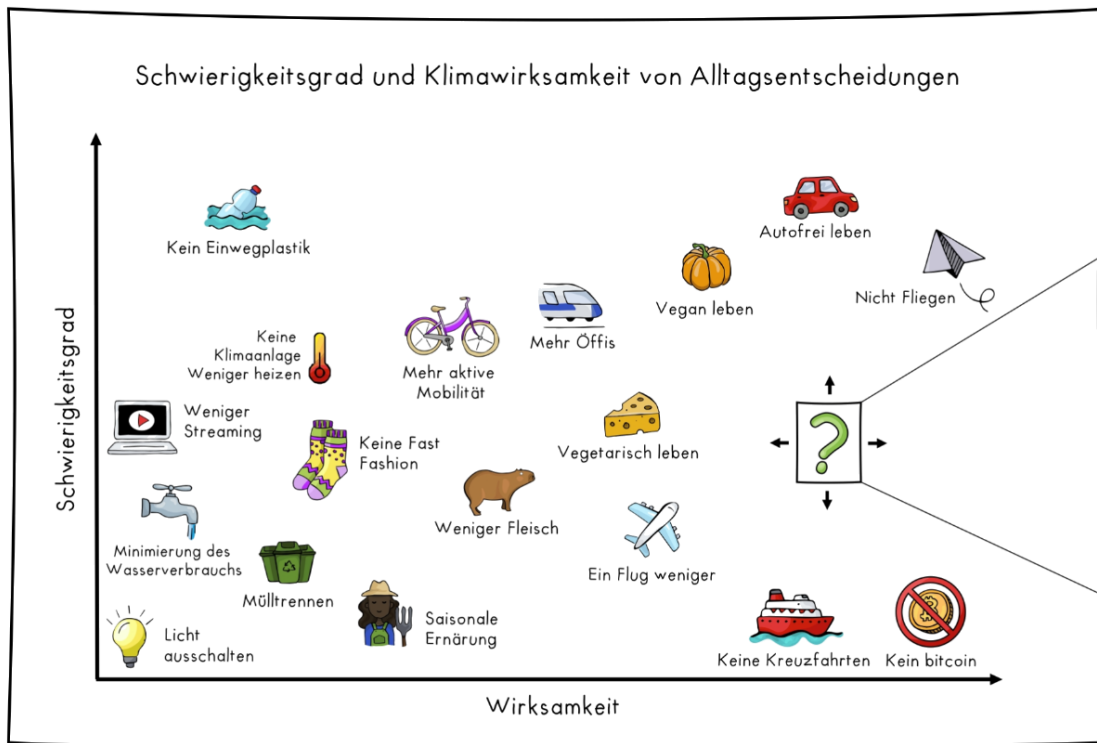 Schwierigkeitsgrad und Klimawirksamkeit von Alltagsentscheidungen
Schwierigkeitsgrad
Kein Einwegplastik
Autofrei leben
Nicht Fliegen
Vegan leben
Mehr Öffis
Keine
Klimaanlage
Weniger heizen
Mehr aktive
Mobilität
Weniger
Streaming
Keine Fast
Fashion
Vegetarisch leben
?
Weniger Fleisch
Minimierung des
Wasserverbrauchs
Ein Flug weniger
Mülltrennen
Licht
ausschalten
Saisonale
Ernärung
Keine Kreuzfahrten
Kein bitcoin
Wirksamkeit